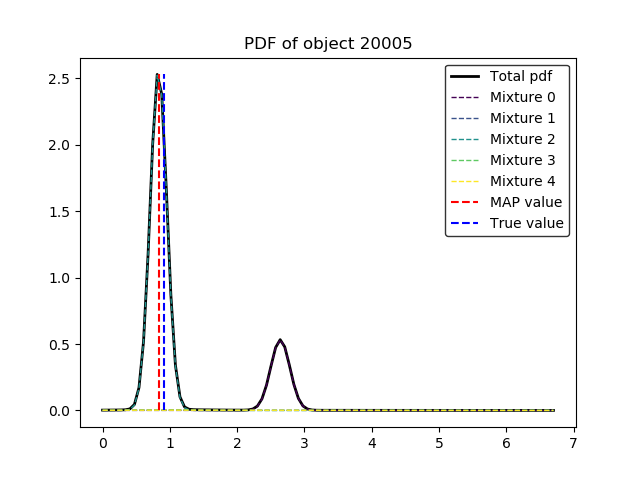 PDF of object 20005
Total pdf
Mixture 0
Mixture 1
Mixture 2
Mixture 3
Mixture 4
MAP value
True value
2.5
2.0
1.5
1.0
0.5
0.0
0 1 2 3 4 5 6 7